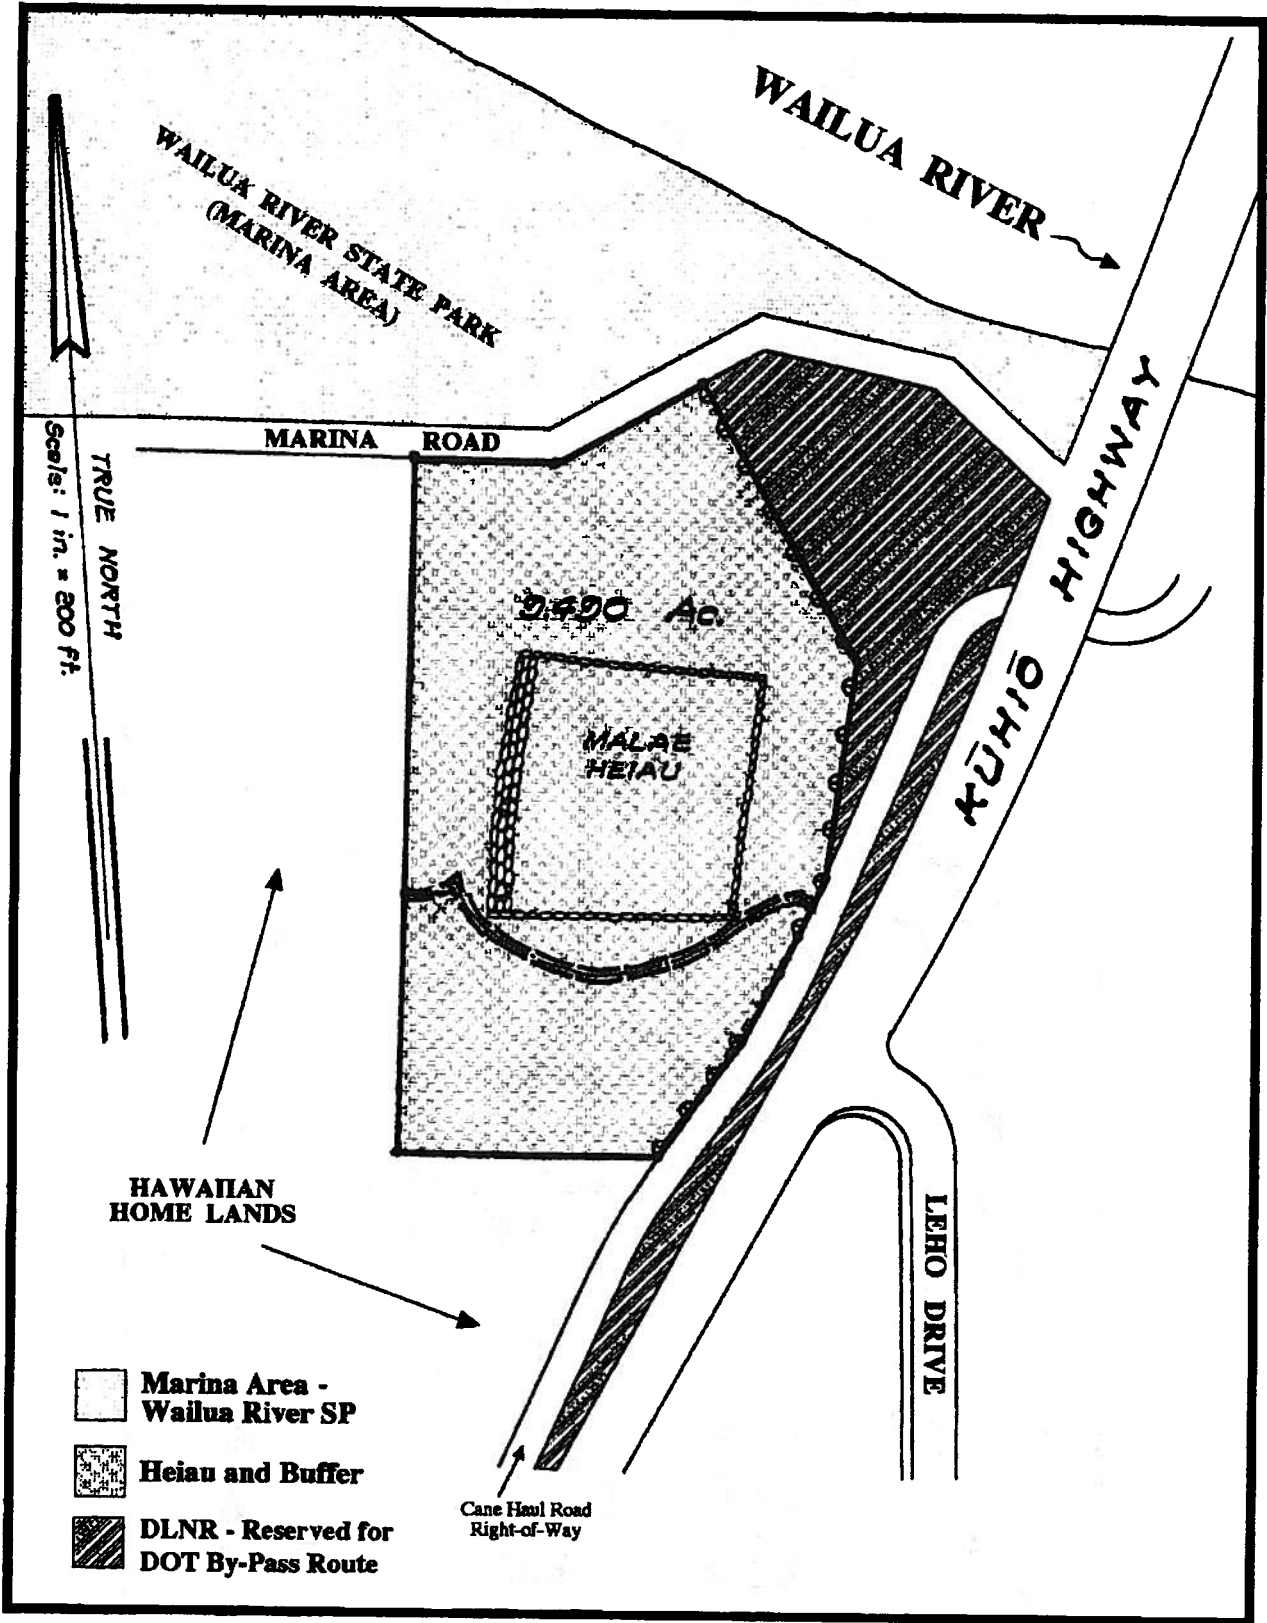 WAILUA RIVER
WAILUA RIVER STATE PARK
(MARINA AREA)
MARINA ROAD
TRUE NORTH
Scale: 1 in. = 200 ft.
9.490 Ac.
MALAE
HEIAU
KŪHIŌ HIGHWAY
HAWAIIAN
HOME LANDS
LEHO DRIVE
Marina Area -
Wailua River SP
Heiau and Buffer
DLNR - Reserved for
DOT By-Pass Route
Cane Haul Road
Right-of-Way